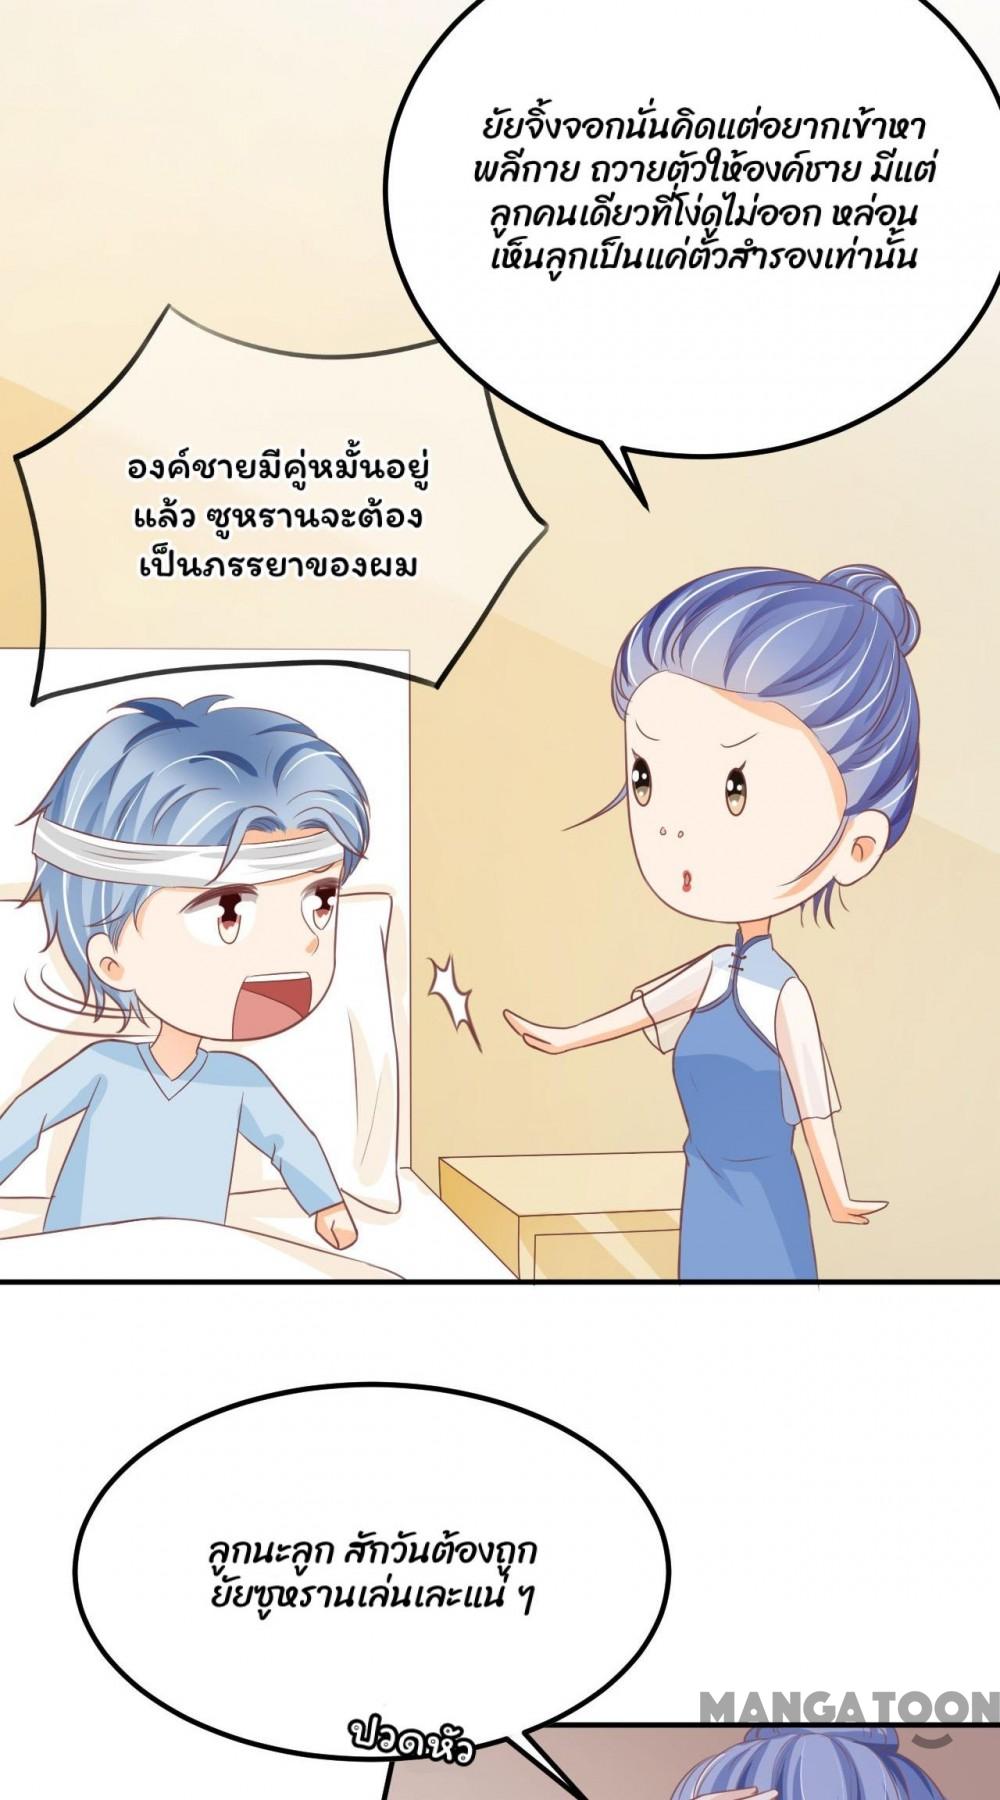 ยัยจิ้งจอกนั่นคิดแต่อยากเข้าหา
พลีกาย ถวายตัวให้องค์ชาย มีแต่
ลูกคนเดียวที่โง่ดูไม่ออก หล่อน
เห็นลูกเป็นแค่ตัวสำรองเท่านั้น
องค์ชายมีคู่หมั้นอยู่
แล้ว ซูหรานจะต้อง
เป็นภรรยาของผม
ลูกนะลูก สักวันต้องถูก
ยัยซูหรานเล่นเละแน่ ๆ
ปวดหัว
MANGATOON